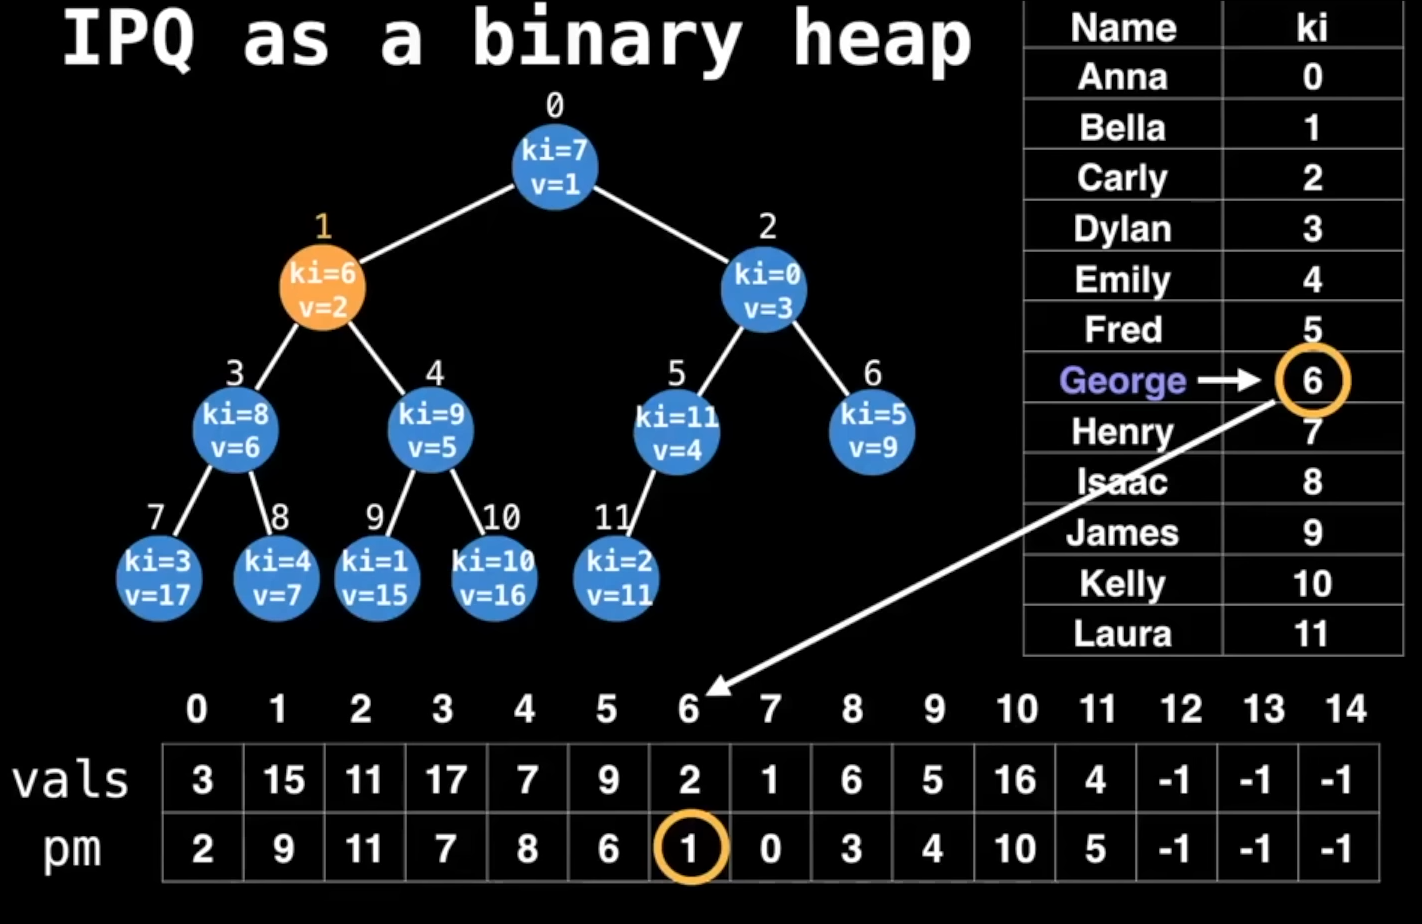 IPQ as a binary heap
0
ki=7
v=1
1
ki=6
v=2
2
ki=0
v=3
3
ki=8
v=6
4
ki=9
v=5
5
ki=11
v=4
6
ki=5
v=9
7
ki=3
v=17
8
ki=4
v=7
9
ki=1
v=15
10
ki=10
v=16
11
ki=2
v=11
Name ki
Anna 0
Bella 1
Carly 2
Dylan 3
Emily 4
Fred 5
George 6
Henry 7
Isaac 8
James 9
Kelly 10
Laura 11
0 1 2 3 4 5 6 7 8 9 10 11 12 13 14
vals 3 15 11 17 7 9 2 1 6 5 16 4 -1 -1 -1
pm 2 9 11 7 8 6 1 0 3 4 10 5 -1 -1 -1